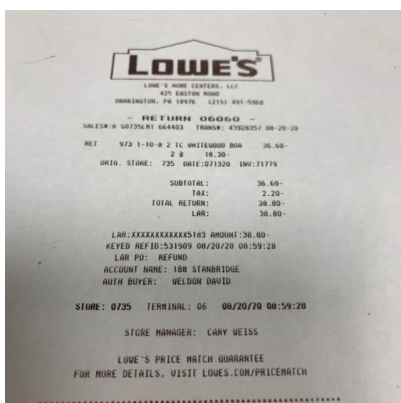 LOWE'S
LOWE'S HOME CENTERS, LLC
425 EASTON ROAD
WARRINGTON, PA 18976 (215) 491-5960
- RETURN 06060 -
SALES#: 664403 TRANS#: 43928357 08-20-20
RET 973 1-10-8 2 TC WHITEWOOD BOA 36.60-
2 @ 18.30-
ORIG. STORE: 735 DATE:071320 INV:71779
SUBTOTAL: 36.60-
TAX: 2.20-
TOTAL RETURN: 38.80-
LAR: 38.80-
LAR:XXXXXXXXXXXX5183 AMOUNT:38.80-
KEYED REFID:531909 08/20/20 08:59:28
LAR PO: REFUND
ACCOUNT NAME: 188 STANBRIDGE
AUTH BUYER: WELDON DAVID
STORE: 0735 TERMINAL: 06 08/20/20 08:59:28
STORE MANAGER: CARY WEISS
LOWE'S PRICE MATCH GUARANTEE
FOR MORE DETAILS, VISIT LOWES.COM/PRICEMATCH